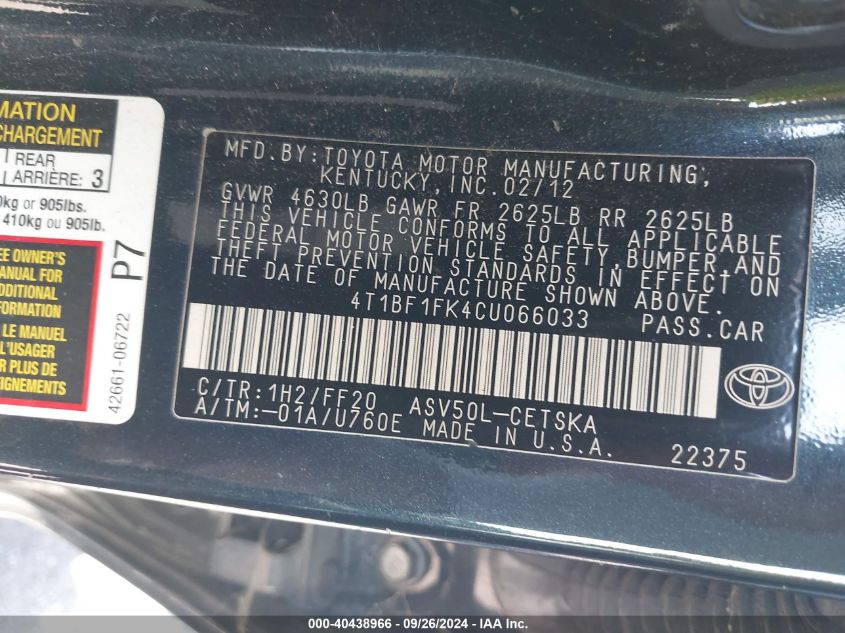 MATION
CHARGEMENT
REAR
ARRIÈRE: 3
0kg or 905lbs.
410kg ou 905lb.
EE OWNER'S
MANUAL FOR
ADDITIONAL
INFORMATION
LE MANUEL
L'USAGER
R PLUS DE
EIGNEMENTS
P7
42661-06722
MFD.BY:TOYOTA MOTOR MANUFACTURING,
KENTUCKY,INC.02/12
GVWR 4630LB GAWR FR 2625LB RR 2625LB
THIS VEHICLE CONFORMS TO ALL APPLICABLE
FEDERAL MOTOR VEHICLE SAFETY,BUMPER,AND
THEFT PREVENTION STANDARDS IN EFFECT ON
THE DATE OF MANUFACTURE SHOWN ABOVE.
4T1BF1FK4CU066033 PASS.CAR
C/TR:1H2/FF20 ASV50L-CETSKA
A/TM:-01A/U760E MADE IN U.S.A.
22375
000-40438966 - 09/26/2024 - IAA Inc.